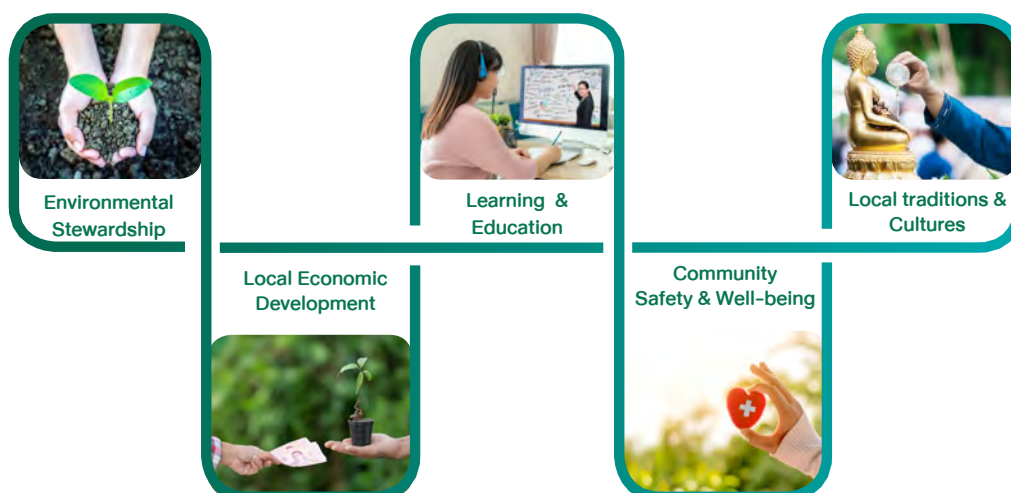 Environmental
Stewardship
Local Economic
Development
Learning &
Education
Community
Safety & Well-being
Local traditions &
Cultures